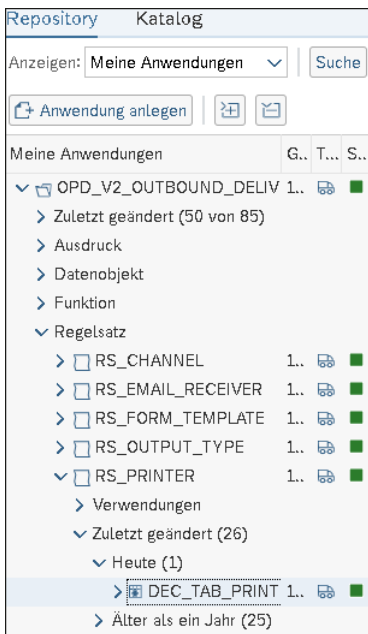 Repository Katalog
Anzeigen: Meine Anwendungen Suche
Anwendung anlegen
Meine Anwendungen G.. T... S..
OPD_V2_OUTBOUND_DELIV 1..
Zuletzt geändert (50 von 85)
Ausdruck
Datenobjekt
Funktion
Regelsatz
RS_CHANNEL 1..
RS_EMAIL_RECEIVER 1..
RS_FORM_TEMPLATE 1..
RS_OUTPUT_TYPE 1..
RS_PRINTER 1..
Verwendungen
Zuletzt geändert (26)
Heute (1)
DEC_TAB_PRINT 1..
Älter als ein Jahr (25)